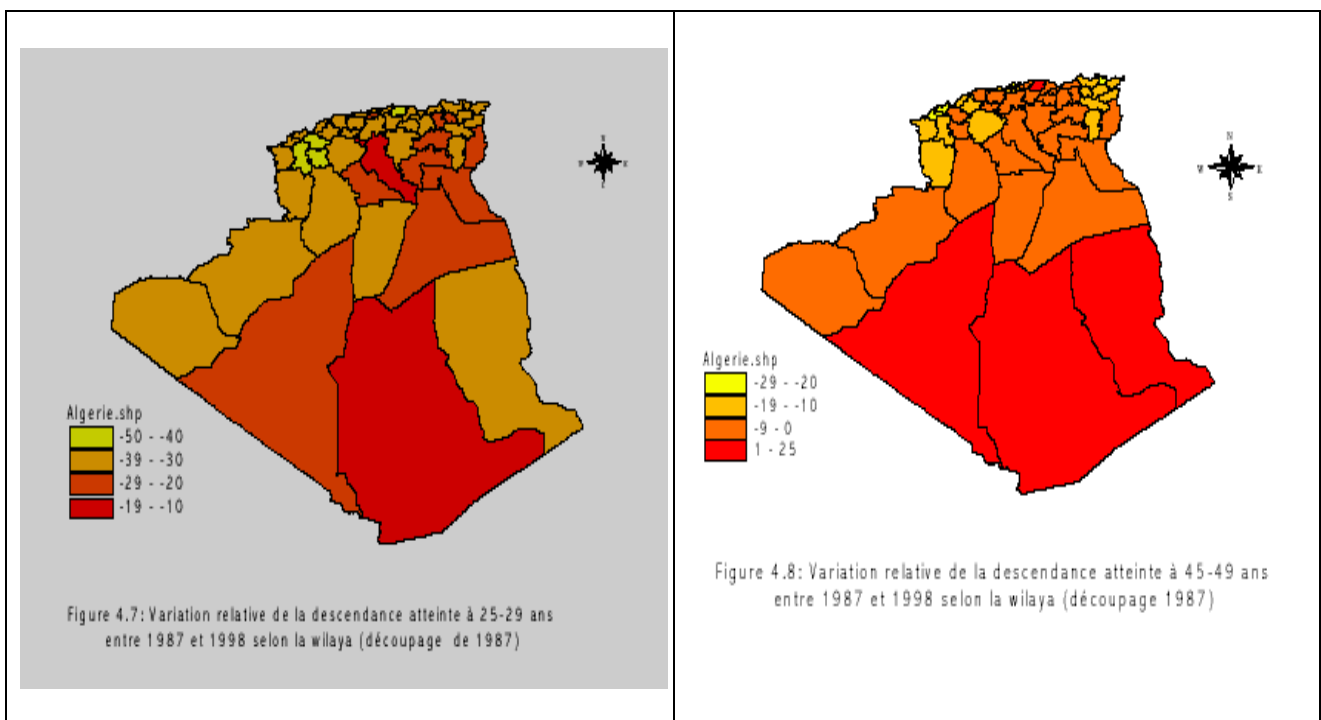 N
W E
S
Algerie.shp
-50 - -40
-39 - -30
-29 - -20
-19 - -10
Figure 4.7: Variation relative de la descendance atteinte à 25-29 ans
entre 1987 et 1998 selon la wilaya (découpage de 1987)
N
W E
S
Algerie.shp
-29 - -20
-19 - -10
-9 - 0
1 - 25
Figure 4.8: Variation relative de la descendance atteinte à 45-49 ans
entre 1987 et 1998 selon la wilaya (découpage 1987)